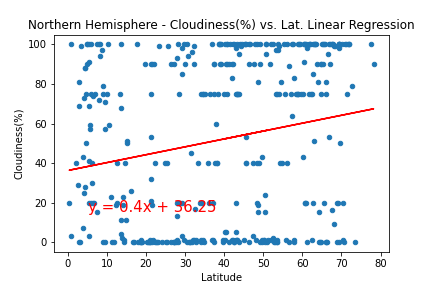 Northern Hemisphere - Cloudiness(%) vs. Lat. Linear Regression
Cloudiness(%)
100
80
60
40
20
0
y = 0.4x + 36.25
0 10 20 30 40 50 60 70 80
Latitude